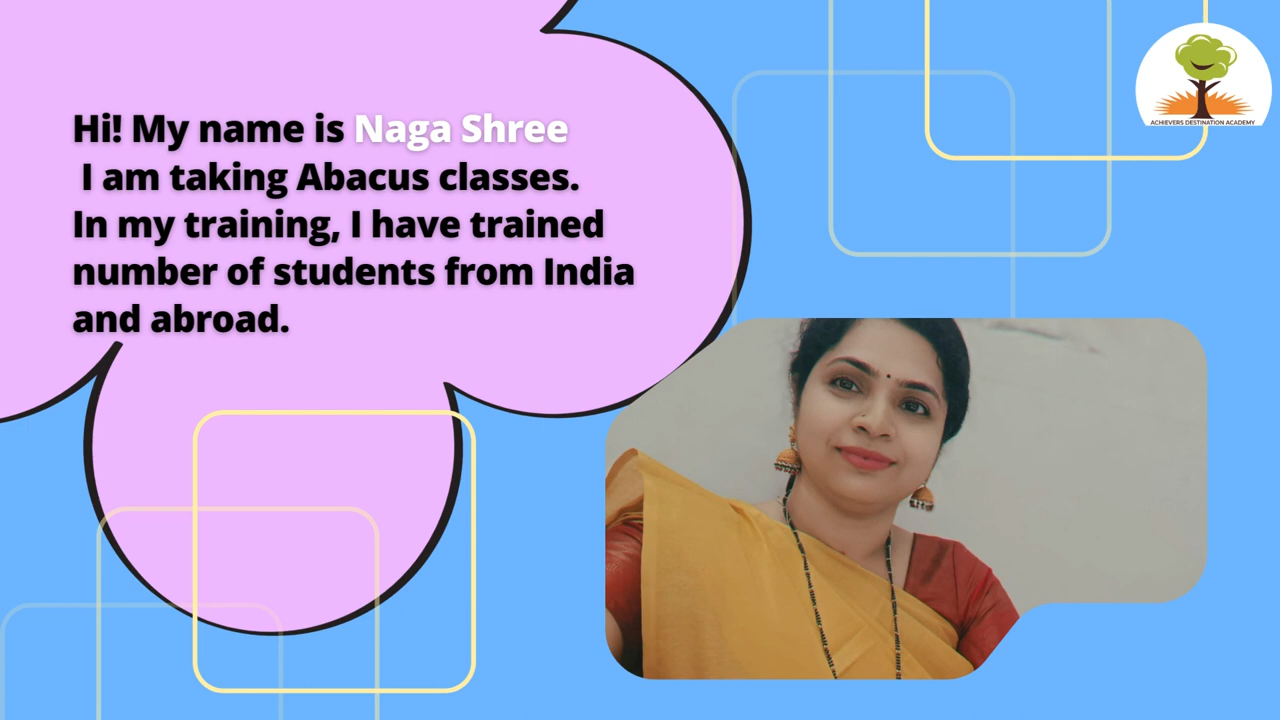 Hi! My name is Naga Shree
I am taking Abacus classes.
In my training, I have trained
number of students from India
and abroad.
ACHIEVERS DESTINATION ACADEMY